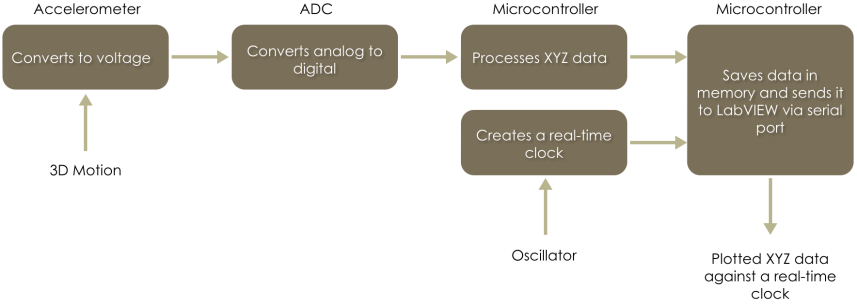 Accelerometer
ADC
Microcontroller
Microcontroller
Converts to voltage
Converts analog to
digital
Processes XYZ data
Saves data in
memory and sends it
to LabVIEW via serial
port
Creates a real-time
clock
3D Motion
Oscillator
Plotted XYZ data
against a real-time
clock